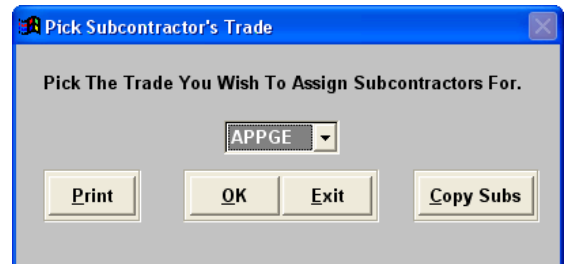 Pick Subcontractor's Trade
Pick The Trade You Wish To Assign Subcontractors For.
APPGE
Print OK Exit Copy Subs